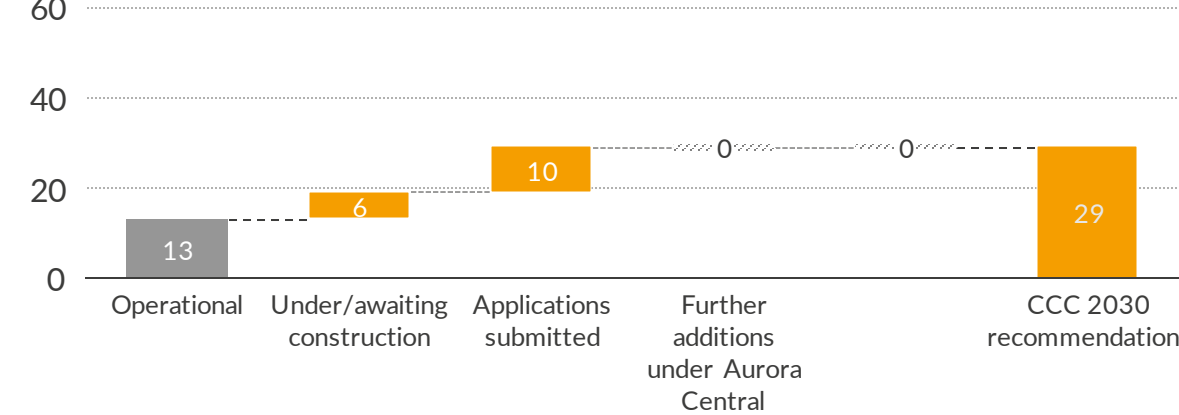 60
40
20
0
13
6
10
0
0
29
Operational
Under/awaiting
construction
Applications
submitted
Further
additions
under Aurora
Central
CCC 2030
recommendation